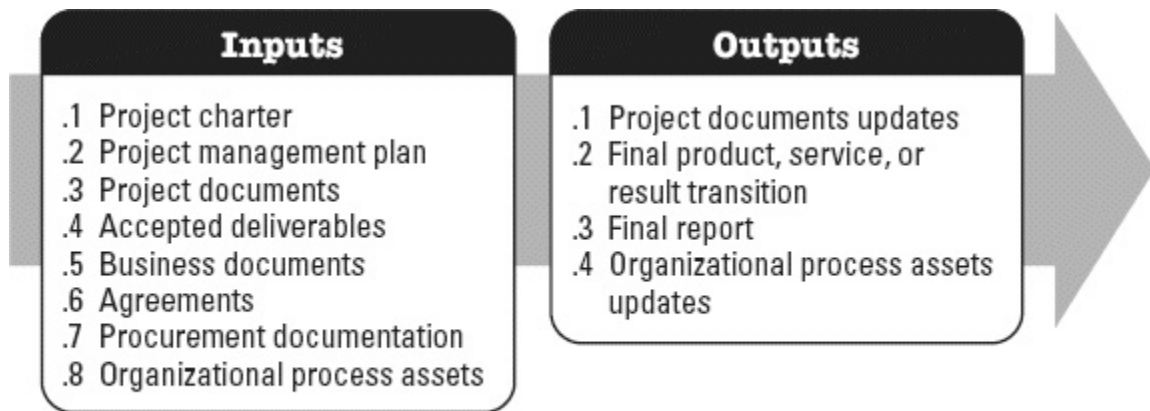 Inputs
.1 Project charter
.2 Project management plan
.3 Project documents
.4 Accepted deliverables
.5 Business documents
.6 Agreements
.7 Procurement documentation
.8 Organizational process assets
Outputs
.1 Project documents updates
.2 Final product, service, or
result transition
.3 Final report
.4 Organizational process assets
updates